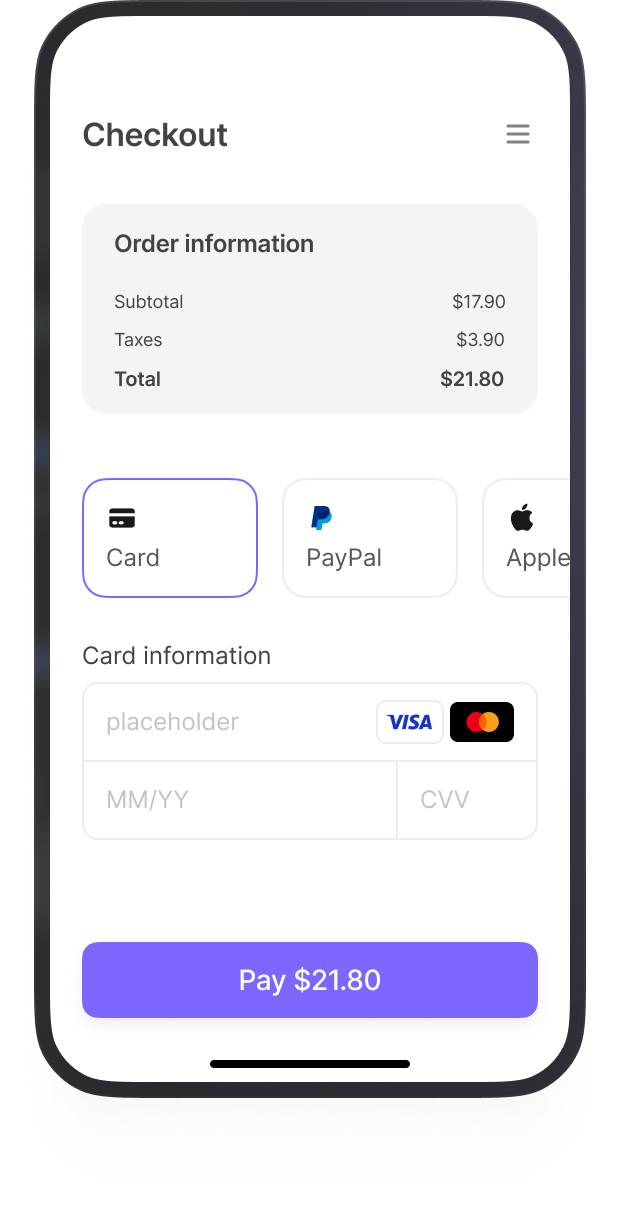 Checkout
Order information
Subtotal $17.90
Taxes $3.90
Total $21.80
Card PayPal Apple
Card information
placeholder VISA
MM/YY CVV
Pay $21.80